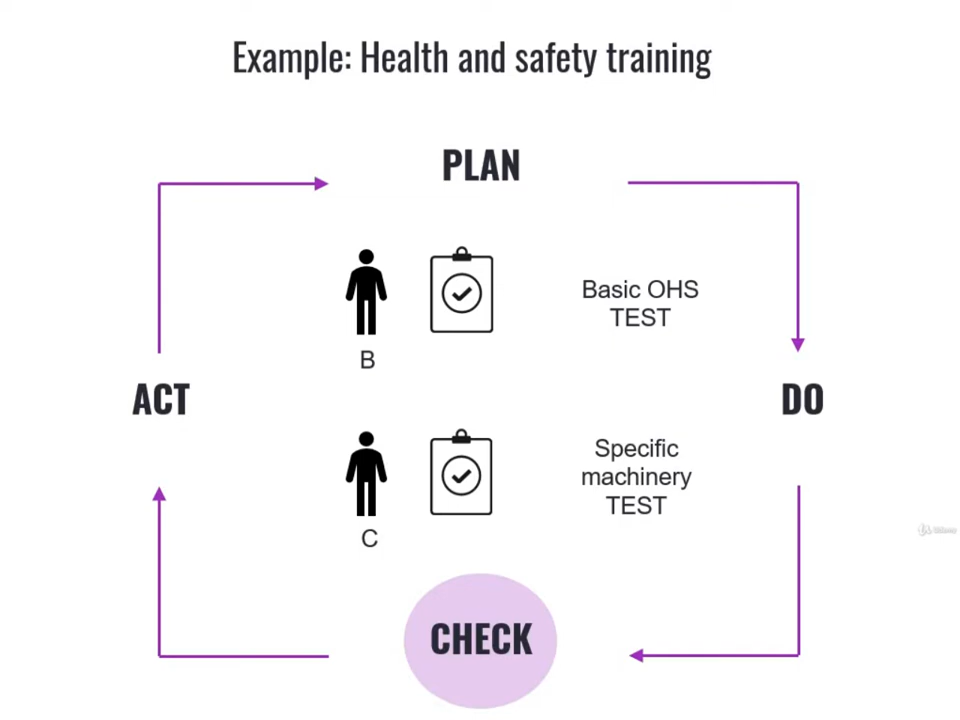 Example: Health and safety training
PLAN
Basic OHS
TEST
B
ACT
DO
Specific
machinery
TEST
C
CHECK